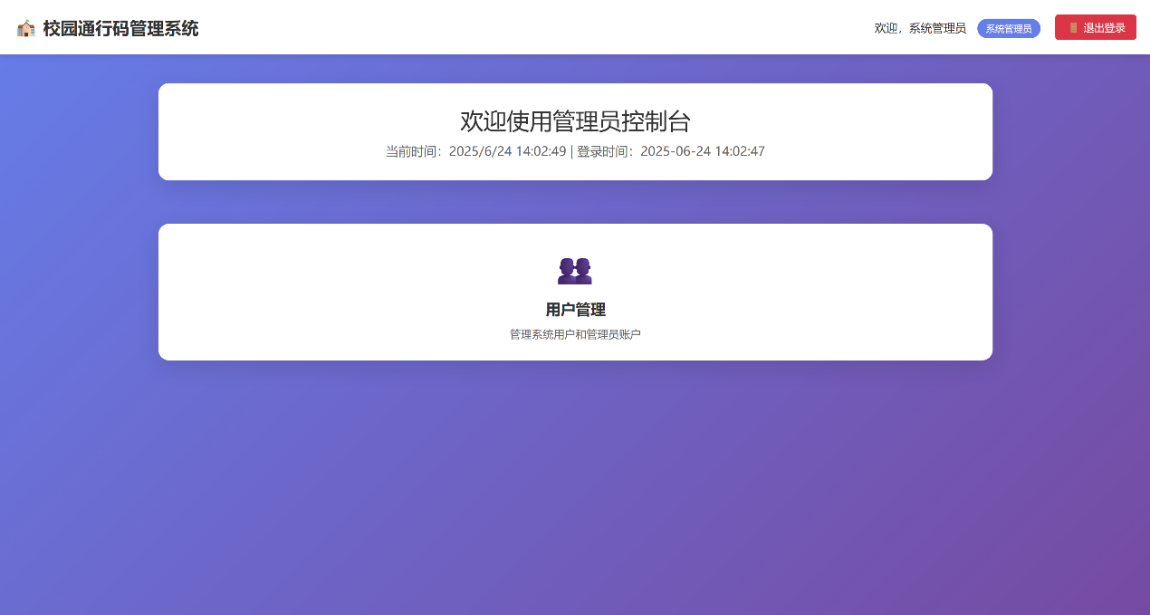 校园通行码管理系统
欢迎，系统管理员 系统管理员 退出登录
欢迎使用管理员控制台
当前时间：2025/6/24 14:02:49 | 登录时间：2025-06-24 14:02:47
用户管理
管理系统用户和管理员账户